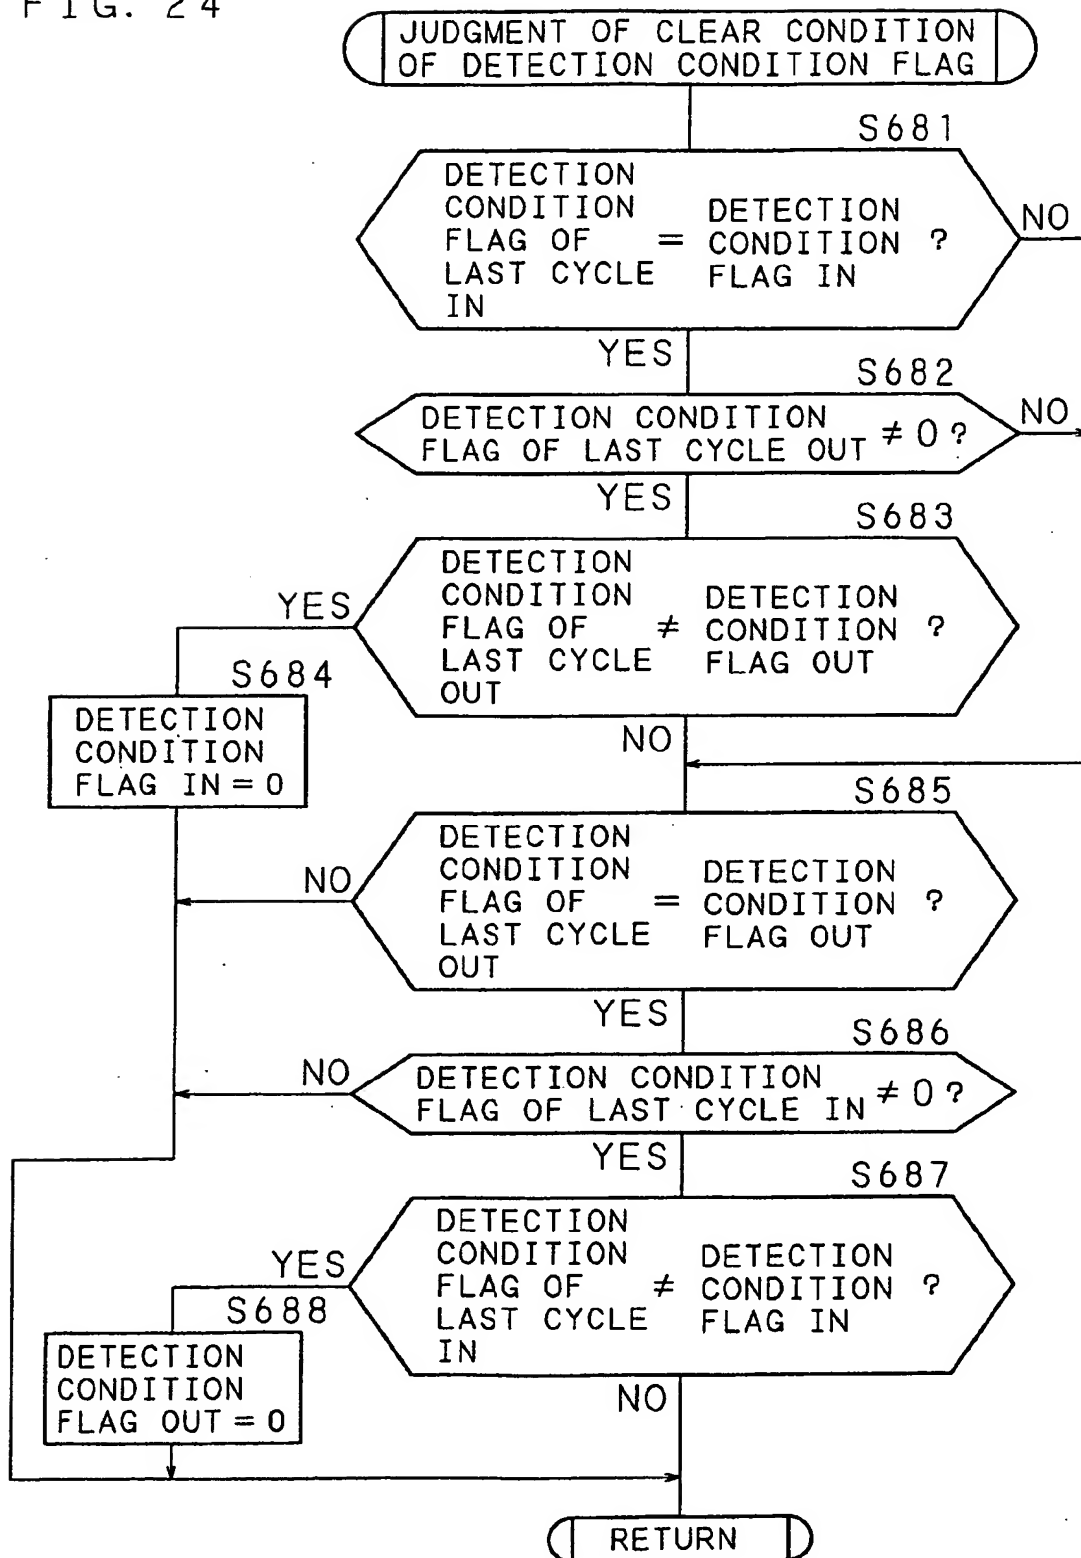 FIG. 24
JUDGMENT OF CLEAR CONDITION
OF DETECTION CONDITION FLAG
S681
DETECTION
CONDITION
FLAG OF
LAST CYCLE
IN
=
DETECTION
CONDITION
FLAG IN
?
NO
YES
S682
DETECTION CONDITION
FLAG OF LAST CYCLE OUT
≠ 0 ?
NO
YES
S683
DETECTION
CONDITION
FLAG OF
LAST CYCLE
OUT
≠
DETECTION
CONDITION
FLAG OUT
?
YES
S684
DETECTION
CONDITION
FLAG IN = 0
NO
S685
DETECTION
CONDITION
FLAG OF
LAST CYCLE
OUT
=
DETECTION
CONDITION
FLAG OUT
?
NO
YES
S686
DETECTION CONDITION
FLAG OF LAST CYCLE IN
≠ 0 ?
NO
YES
S687
DETECTION
CONDITION
FLAG OF
LAST CYCLE
IN
≠
DETECTION
CONDITION
FLAG IN
?
YES
S688
DETECTION
CONDITION
FLAG OUT = 0
NO
RETURN